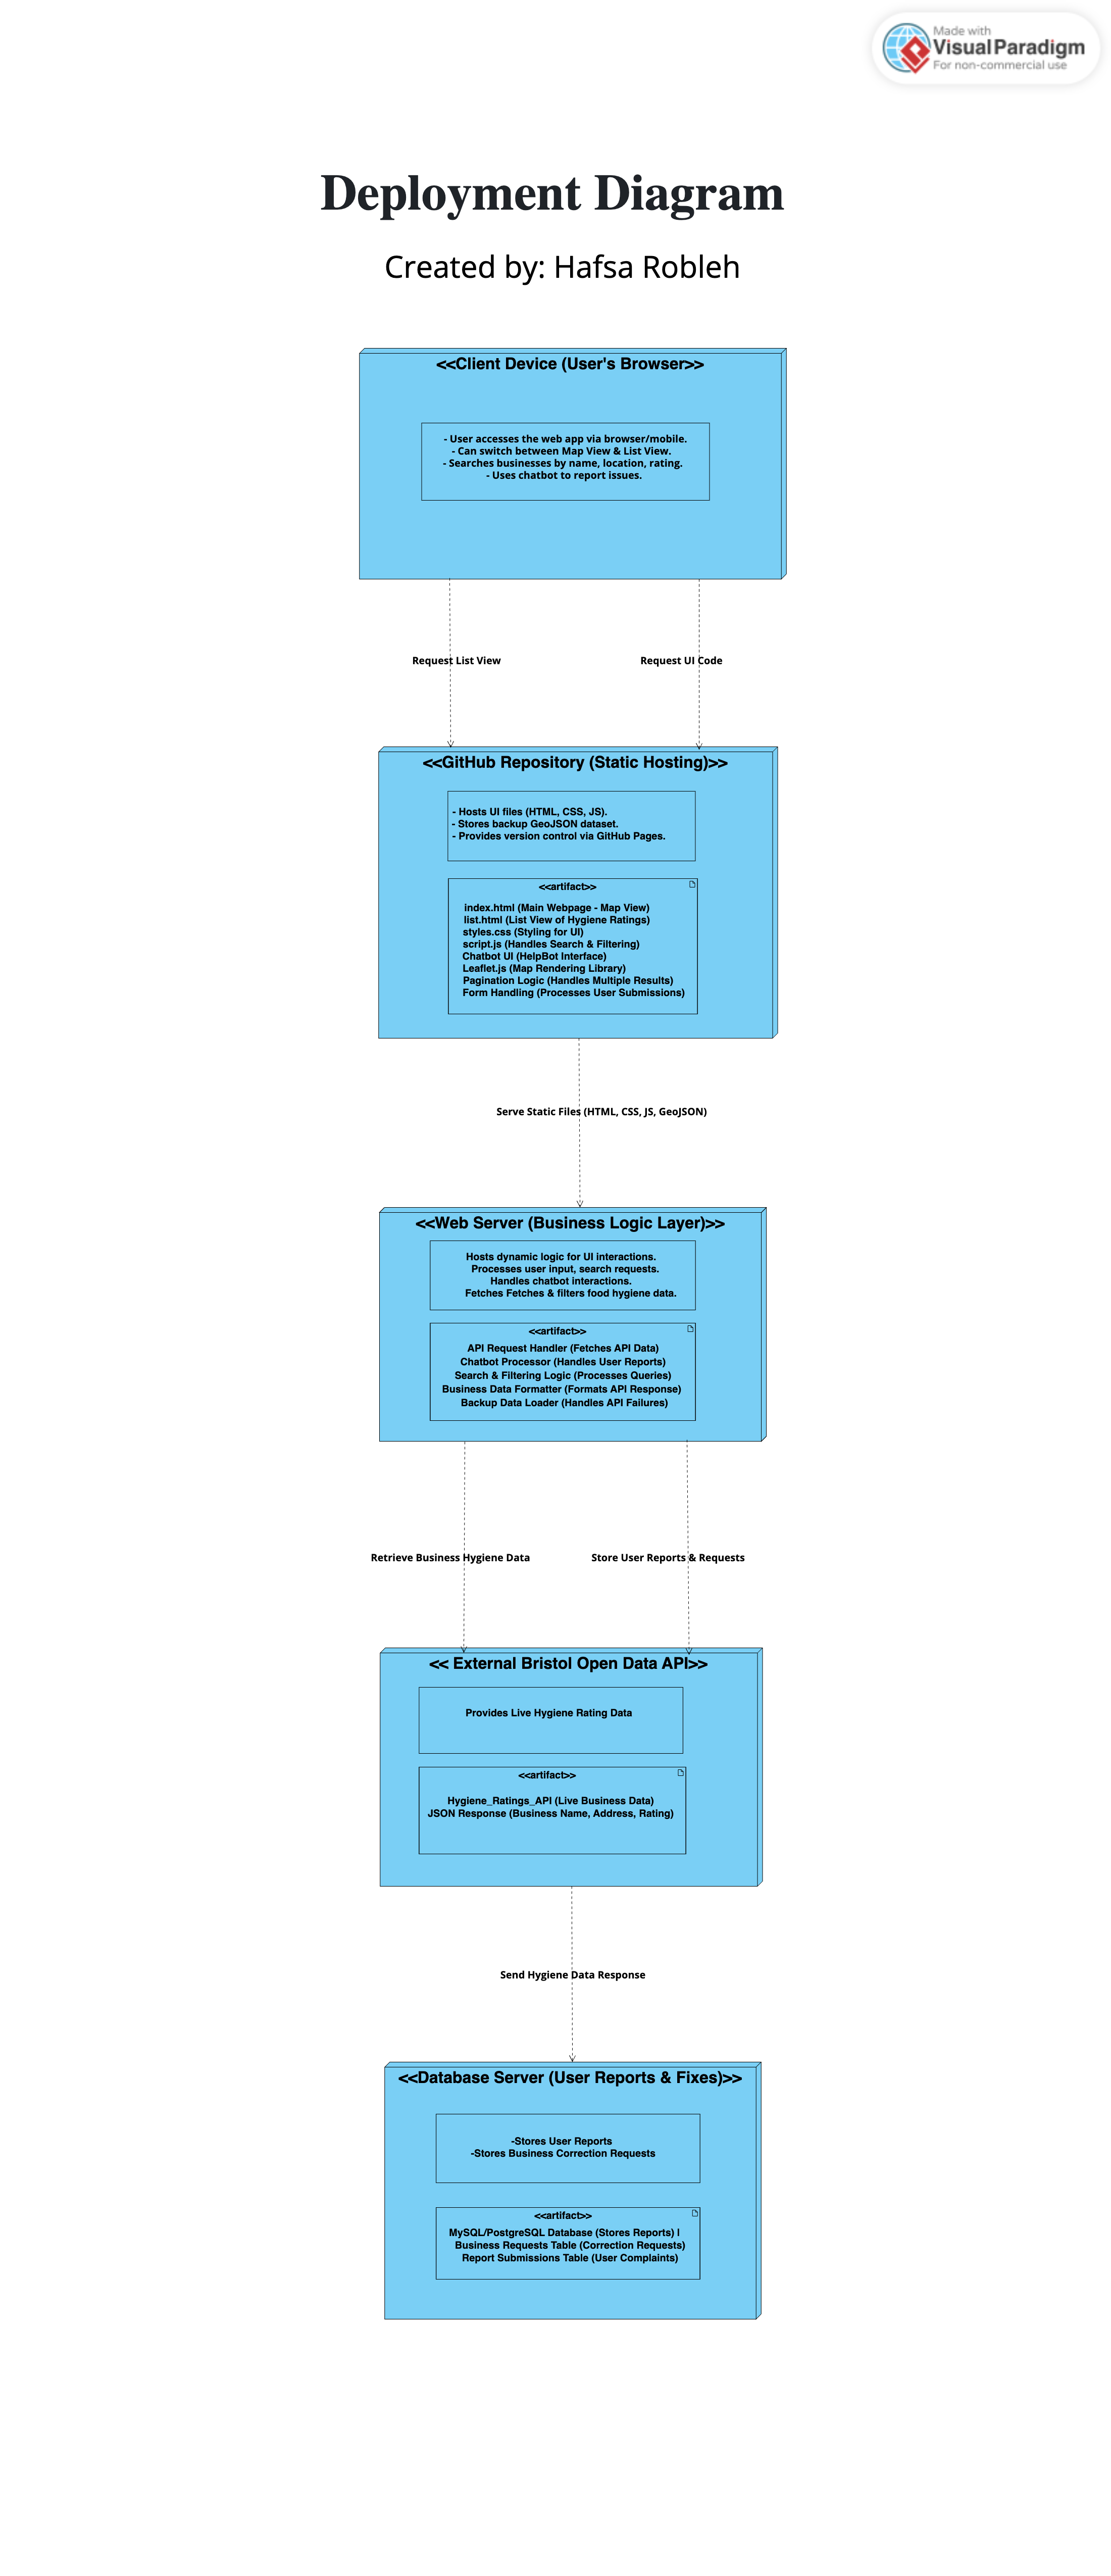 Made with
Visual Paradigm
For non-commercial use
Deployment Diagram
Created by: Hafsa Robleh
<<Client Device (User's Browser>>
- User accesses the web app via browser/mobile.
- Can switch between Map View & List View.
- Searches businesses by name, location, rating.
- Uses chatbot to report issues.
Request List View
Request UI Code
<<GitHub Repository (Static Hosting)>>
- Hosts UI files (HTML, CSS, JS).
- Stores backup GeoJSON dataset.
- Provides version control via GitHub Pages.
<<artifact>>
index.html (Main Webpage - Map View)
list.html (List View of Hygiene Ratings)
styles.css (Styling for UI)
script.js (Handles Search & Filtering)
Chatbot UI (HelpBot Interface)
Leaflet.js (Map Rendering Library)
Pagination Logic (Handles Multiple Results)
Form Handling (Processes User Submissions)
Serve Static Files (HTML, CSS, JS, GeoJSON)
<<Web Server (Business Logic Layer)>>
Hosts dynamic logic for UI interactions.
Processes user input, search requests.
Handles chatbot interactions.
Fetches Fetches & filters food hygiene data.
<<artifact>>
API Request Handler (Fetches API Data)
Chatbot Processor (Handles User Reports)
Search & Filtering Logic (Processes Queries)
Business Data Formatter (Formats API Response)
Backup Data Loader (Handles API Failures)
Retrieve Business Hygiene Data
Store User Reports & Requests
<< External Bristol Open Data API>>
Provides Live Hygiene Rating Data
<<artifact>>
Hygiene_Ratings_API (Live Business Data)
JSON Response (Business Name, Address, Rating)
Send Hygiene Data Response
<<Database Server (User Reports & Fixes)>>
-Stores User Reports
-Stores Business Correction Requests
<<artifact>>
MySQL/PostgreSQL Database (Stores Reports) |
Business Requests Table (Correction Requests)
Report Submissions Table (User Complaints)